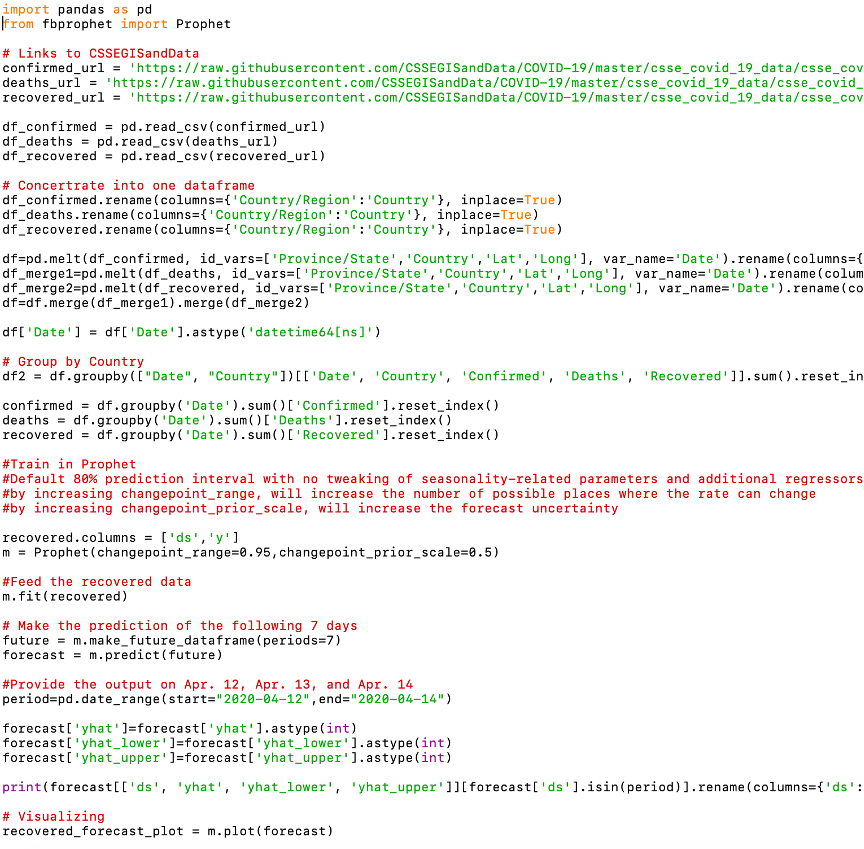 import pandas as pd
from fbprophet import Prophet
# Links to CSSEGISandData
confirmed_url = 'https://raw.githubusercontent.com/CSSEGISandData/COVID-19/master/csse_covid_19_data/csse_cov
deaths_url = 'https://raw.githubusercontent.com/CSSEGISandData/COVID-19/master/csse_covid_19_data/csse_covid_
recovered_url = 'https://raw.githubusercontent.com/CSSEGISandData/COVID-19/master/csse_covid_19_data/csse_cov
df_confirmed = pd.read_csv(confirmed_url)
df_deaths = pd.read_csv(deaths_url)
df_recovered = pd.read_csv(recovered_url)
# Concertrate into one dataframe
df_confirmed.rename(columns={'Country/Region':'Country'}, inplace=True)
df_deaths.rename(columns={'Country/Region':'Country'}, inplace=True)
df_recovered.rename(columns={'Country/Region':'Country'}, inplace=True)
df=pd.melt(df_confirmed, id_vars=['Province/State','Country','Lat','Long'], var_name='Date').rename(columns={
df_merge1=pd.melt(df_deaths, id_vars=['Province/State','Country','Lat','Long'], var_name='Date').rename(colum
df_merge2=pd.melt(df_recovered, id_vars=['Province/State','Country','Lat','Long'], var_name='Date').rename(co
df=df.merge(df_merge1).merge(df_merge2)
df['Date'] = df['Date'].astype('datetime64[ns]')
# Group by Country
df2 = df.groupby(["Date", "Country"])[['Date', 'Country', 'Confirmed', 'Deaths', 'Recovered']].sum().reset_in
confirmed = df.groupby('Date').sum()['Confirmed'].reset_index()
deaths = df.groupby('Date').sum()['Deaths'].reset_index()
recovered = df.groupby('Date').sum()['Recovered'].reset_index()
#Train in Prophet
#Default 80% prediction interval with no tweaking of seasonality-related parameters and additional regressors
#by increasing changepoint_range, will increase the number of possible places where the rate can change
#by increasing changepoint_prior_scale, will increase the forecast uncertainty
recovered.columns = ['ds','y']
m = Prophet(changepoint_range=0.95,changepoint_prior_scale=0.5)
#Feed the recovered data
m.fit(recovered)
# Make the prediction of the following 7 days
future = m.make_future_dataframe(periods=7)
forecast = m.predict(future)
#Provide the output on Apr. 12, Apr. 13, and Apr. 14
period=pd.date_range(start="2020-04-12",end="2020-04-14")
forecast['yhat']=forecast['yhat'].astype(int)
forecast['yhat_lower']=forecast['yhat_lower'].astype(int)
forecast['yhat_upper']=forecast['yhat_upper'].astype(int)
print(forecast[['ds', 'yhat', 'yhat_lower', 'yhat_upper']][forecast['ds'].isin(period)].rename(columns={'ds':
# Visualizing
recovered_forecast_plot = m.plot(forecast)